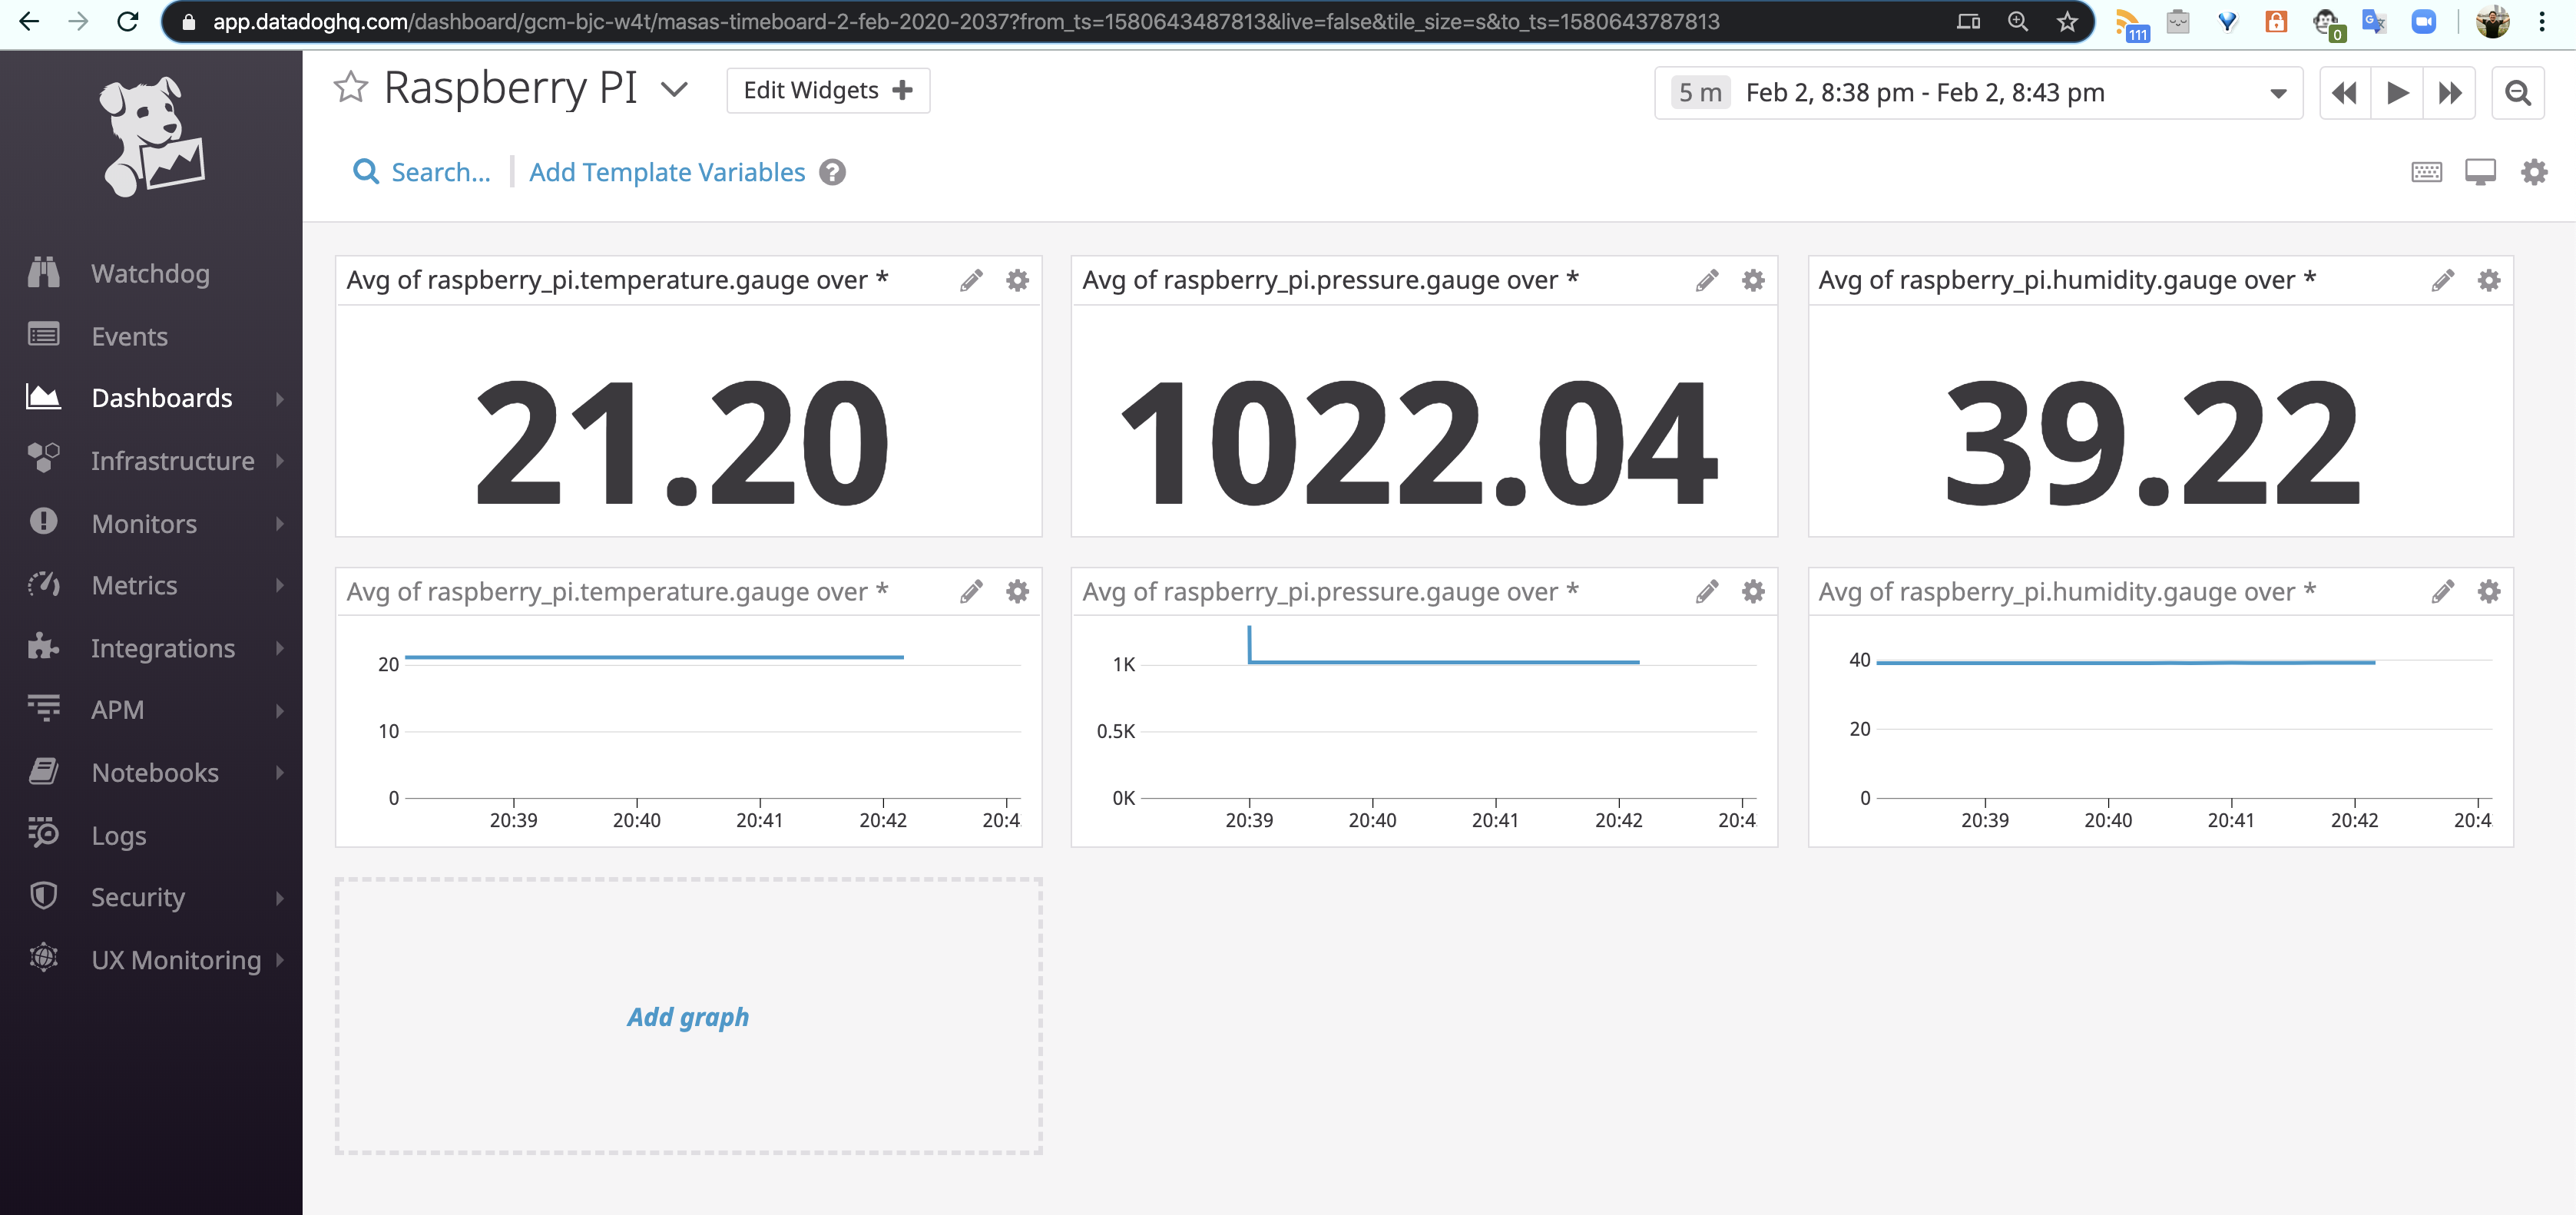 app.datadoghq.com/dashboard/gcm-bjc-w4t/masas-timeboard-2-feb-2020-2037?from_ts=1580643487813&live=false&tile_size=s&to_ts=1580643787813
111
0
Raspberry PI
Edit Widgets +
5 m Feb 2, 8:38 pm - Feb 2, 8:43 pm
Search...
Add Template Variables ?
Watchdog
Events
Dashboards
Infrastructure
Monitors
Metrics
Integrations
APM
Notebooks
Logs
Security
UX Monitoring
Avg of raspberry_pi.temperature.gauge over *
21.20
Avg of raspberry_pi.pressure.gauge over *
1022.04
Avg of raspberry_pi.humidity.gauge over *
39.22
Avg of raspberry_pi.temperature.gauge over *
20
10
0
20:39 20:40 20:41 20:42 20:4
Avg of raspberry_pi.pressure.gauge over *
1K
0.5K
0K
20:39 20:40 20:41 20:42 20:4
Avg of raspberry_pi.humidity.gauge over *
40
20
0
20:39 20:40 20:41 20:42 20:4
Add graph